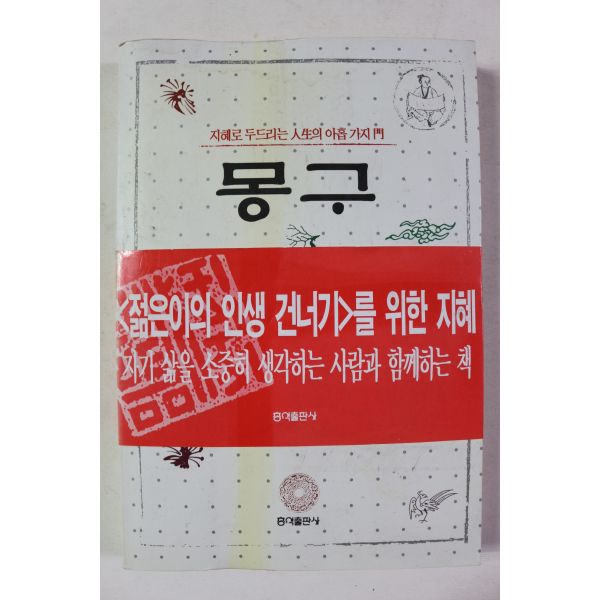 지혜로 두드리는 人生의 아홉 가지 門
몽구
<젊은이의 인생 건너기>를 위한 지혜
자기 삶을 소중히 생각하는 사람과 함께하는 책
홍익출판사
홍익출판사